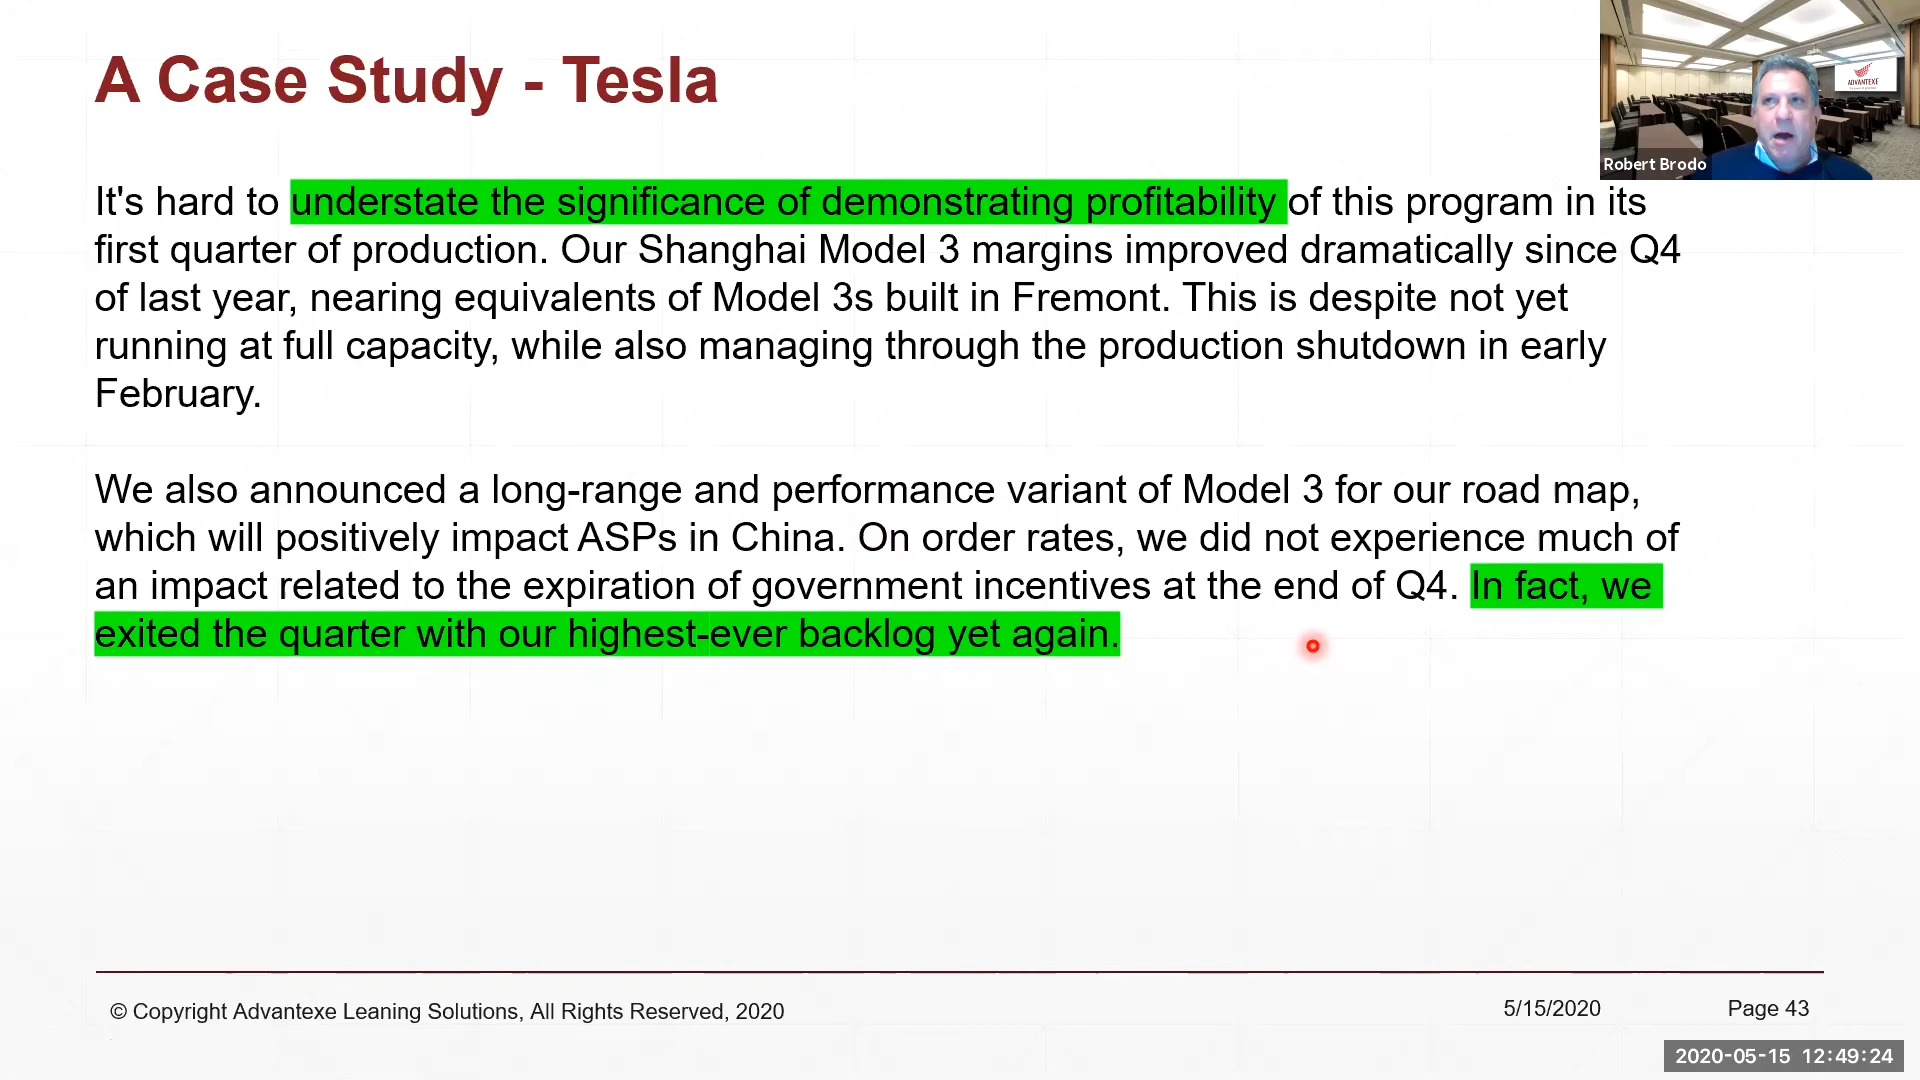 A Case Study - Tesla
ADVANTEXE
Robert Brodo
It's hard to understate the significance of demonstrating profitability of this program in its
first quarter of production. Our Shanghai Model 3 margins improved dramatically since Q4
of last year, nearing equivalents of Model 3s built in Fremont. This is despite not yet
running at full capacity, while also managing through the production shutdown in early
February.
We also announced a long-range and performance variant of Model 3 for our road map,
which will positively impact ASPs in China. On order rates, we did not experience much of
an impact related to the expiration of government incentives at the end of Q4. In fact, we
exited the quarter with our highest-ever backlog yet again.
© Copyright Advantexe Leaning Solutions, All Rights Reserved, 2020
5/15/2020
Page 43
2020-05-15 12:49:24